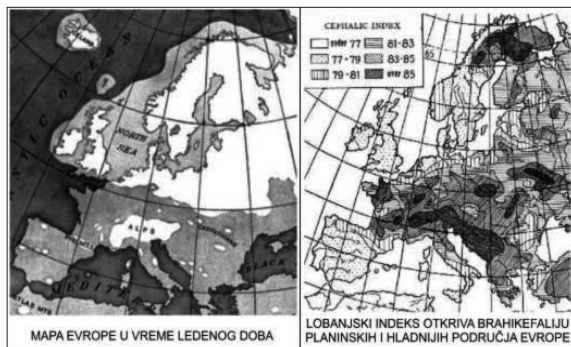 NORTH
SEA
ALPS
BLACK
MAPA EVROPE U VREME LEDENOG DOBA
CEPHALIC INDEX
under 77
81-83
77-79
83-85
79-81
over 85
65
LOBANJSKI INDEKS OTKRIVA BRAHIKEFALIJU
PLANINSKIH I HLADNIJIH PODRUČJA EVROPE